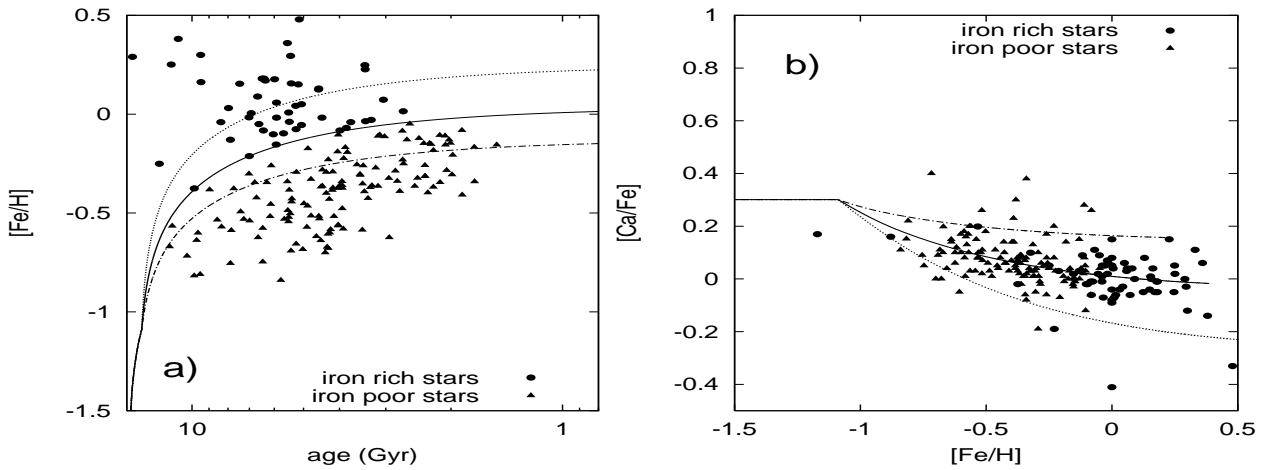 0.5
0
-0.5
-1
-1.5
[Fe/H]
10
1
age (Gyr)
a)
iron rich stars
iron poor stars
1
0.8
0.6
0.4
0.2
0
-0.2
-0.4
[Ca/Fe]
-1.5
-1
-0.5
0
0.5
[Fe/H]
b)
iron rich stars
iron poor stars